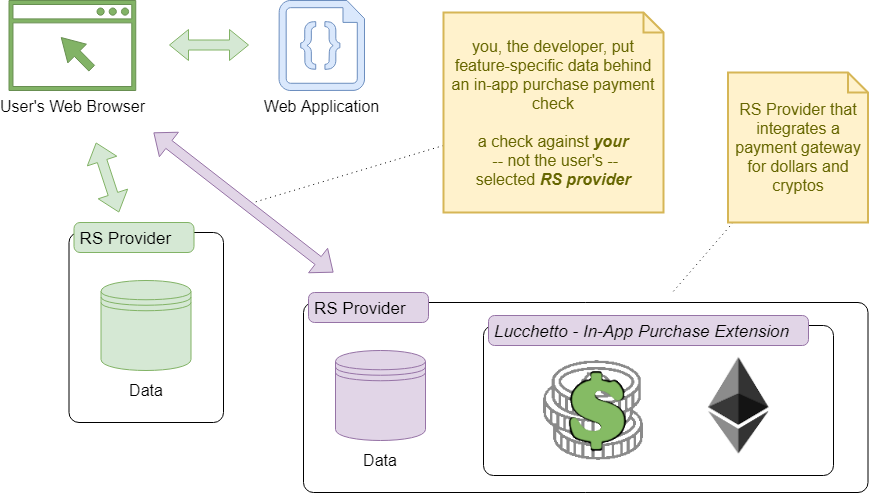 User's Web Browser
Web Application
you, the developer, put
feature-specific data behind
an in-app purchase payment
check
a check against your
-- not the user's --
selected RS provider
RS Provider that
integrates a
payment gateway
for dollars and
cryptos
RS Provider
Data
RS Provider
Data
Lucchetto - In-App Purchase Extension
$